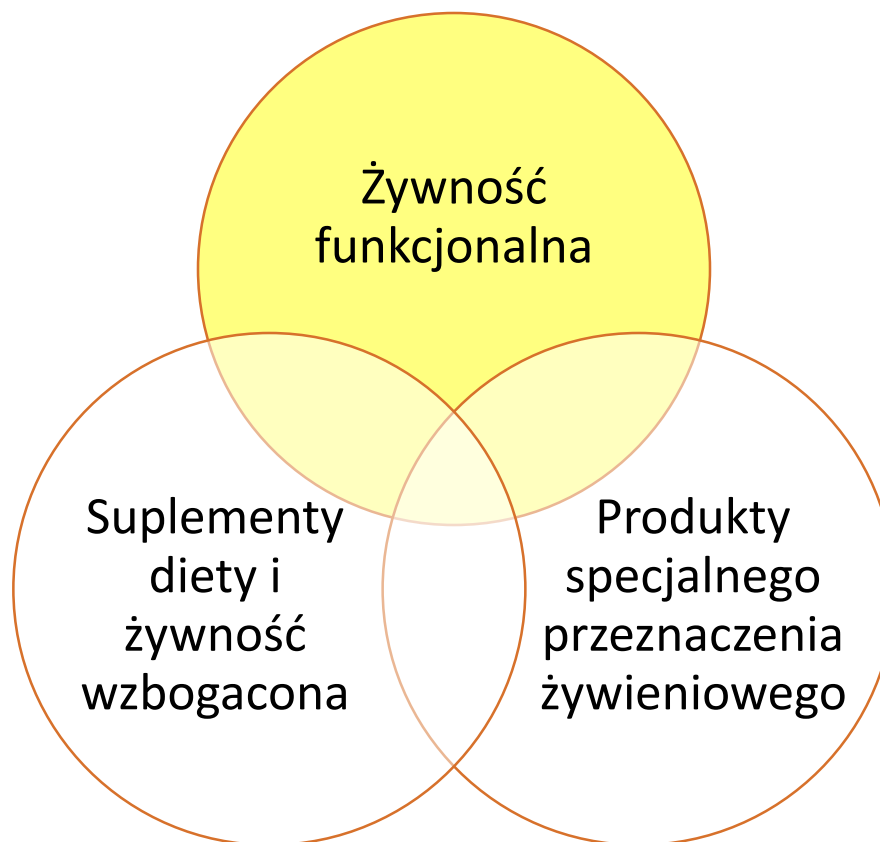 Żywność
funkcjonalna
Suplementy
diety i
żywność
wzbogacona
Produkty
specjalnego
przeznaczenia
żywieniowego